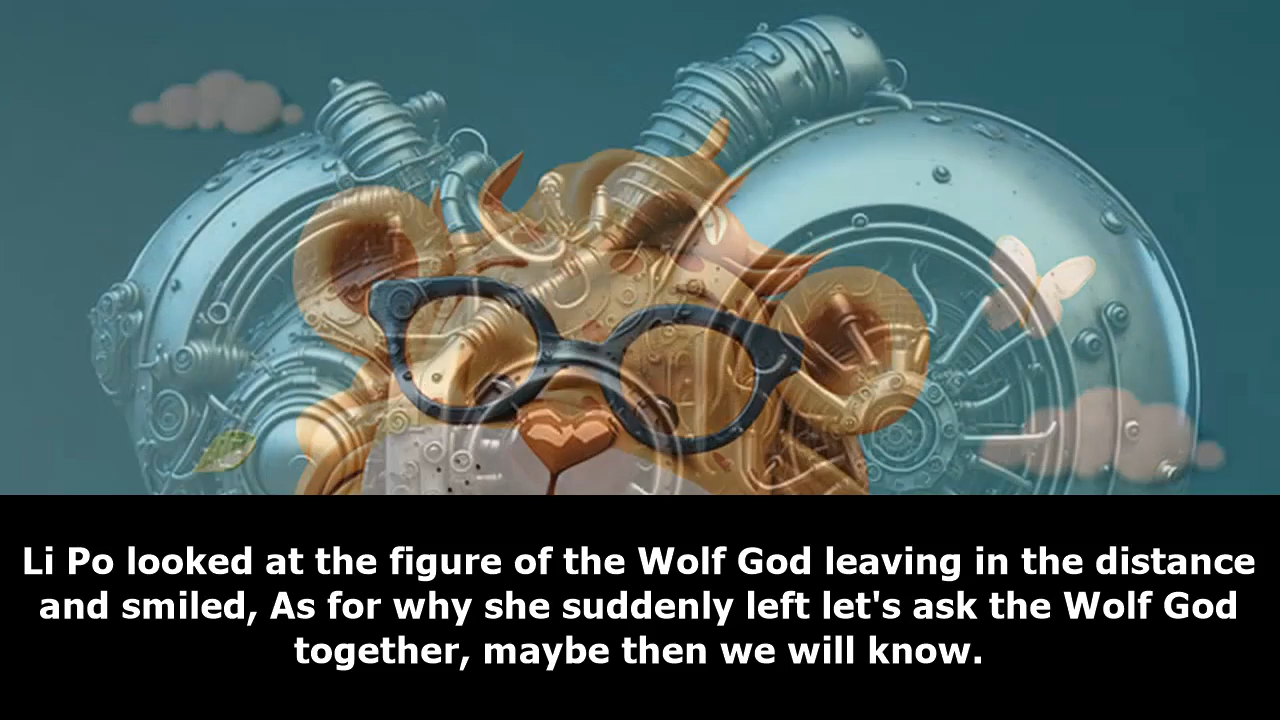 Li Po looked at the figure of the Wolf God leaving in the distance
and smiled, As for why she suddenly left let's ask the Wolf God
together, maybe then we will know.